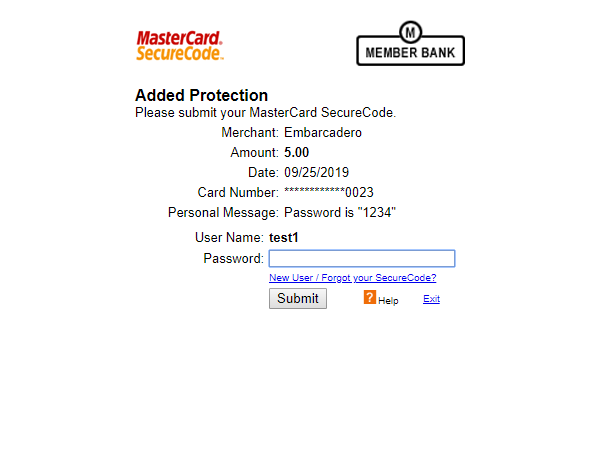 MasterCard.
SecureCode™
M
MEMBER BANK
Added Protection
Please submit your MasterCard SecureCode.
Merchant: Embarcadero
Amount: 5.00
Date: 09/25/2019
Card Number: ************0023
Personal Message: Password is "1234"
User Name: test1
Password:
New User / Forgot your SecureCode?
Submit ? Help Exit